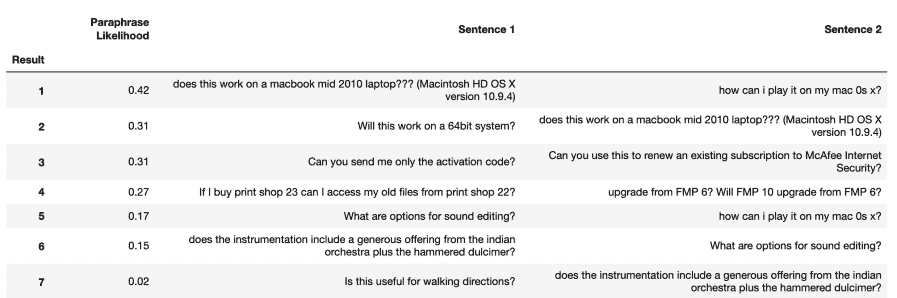 Paraphrase
Likelihood
Sentence 1
Sentence 2
Result
1
0.42
does this work on a macbook mid 2010 laptop??? (Macintosh HD OS X
version 10.9.4)
how can i play it on my mac 0s x?
2
0.31
Will this work on a 64bit system?
does this work on a macbook mid 2010 laptop??? (Macintosh HD OS X
version 10.9.4)
3
0.31
Can you send me only the activation code?
Can you use this to renew an existing subscription to McAfee Internet
Security?
4
0.27
If I buy print shop 23 can I access my old files from print shop 22?
upgrade from FMP 6? Will FMP 10 upgrade from FMP 6?
5
0.17
What are options for sound editing?
how can i play it on my mac 0s x?
6
0.15
does the instrumentation include a generous offering from the indian
orchestra plus the hammered dulcimer?
What are options for sound editing?
7
0.02
Is this useful for walking directions?
does the instrumentation include a generous offering from the indian
orchestra plus the hammered dulcimer?